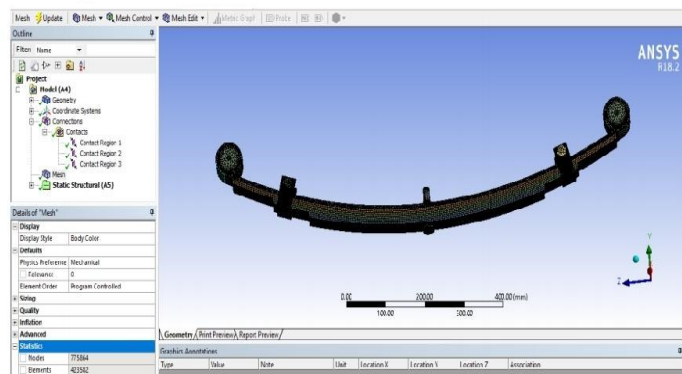 Mesh Update Mesh Mesh Control Mesh Edit Metric Graph Probe
Outline
Filter: Name
Project
Model (A4)
Geometry
Coordinate Systems
Connections
Contacts
Contact Region 1
Contact Region 2
Contact Region 3
Mesh
Static Structural (A5)
ANSYS
R18.2
Details of "Mesh"
Display
Display Style Body Color
Defaults
Physics Preference Mechanical
Relevance 0
Element Order Program Controlled
Sizing
Quality
Inflation
Advanced
Statistics
Nodes 775864
Elements 423502
Y
Z
0.00 200.00 400.00 (mm)
100.00 300.00
Geometry Print Preview Report Preview
Graphics Annotations
Type Value Note Unit Location X Location Y Location Z Association